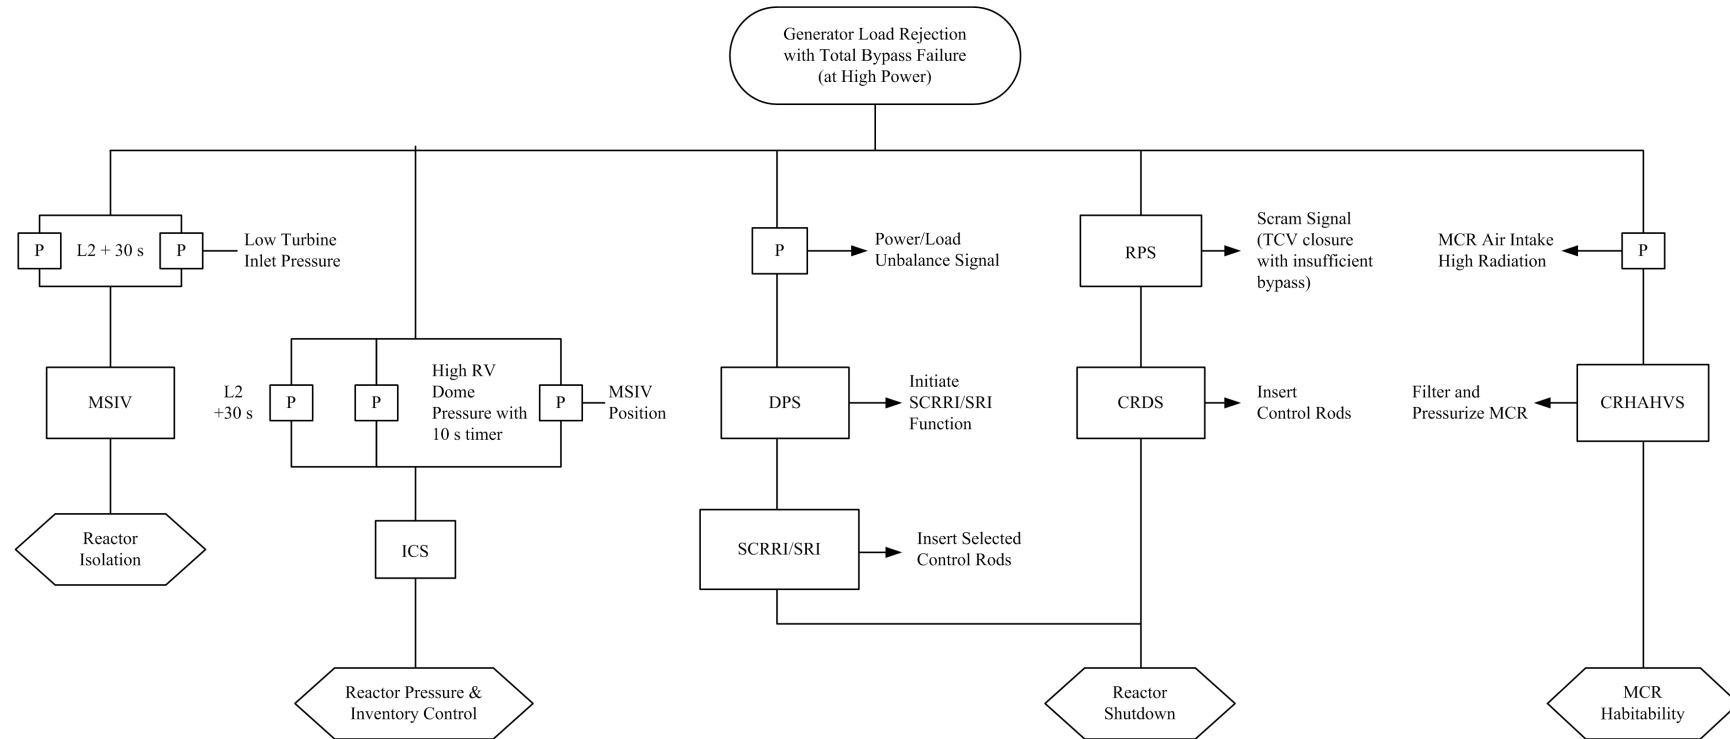 Generator Load Rejection
with Total Bypass Failure
(at High Power)
P
L2 + 30 s
P
Low Turbine
Inlet Pressure
MSIV
Reactor
Isolation
L2
+30 s
P
P
High RV
Dome
Pressure with
10 s timer
P
MSIV
Position
ICS
Reactor Pressure &
Inventory Control
P
Power/Load
Unbalance Signal
DPS
Initiate
SCRRI/SRI
Function
SCRRI/SRI
Insert Selected
Control Rods
RPS
Scram Signal
(TCV closure
with insufficient
bypass)
CRDS
Insert
Control Rods
Reactor
Shutdown
MCR Air Intake
High Radiation
P
Filter and
Pressurize MCR
CRHAHVS
MCR
Habitability